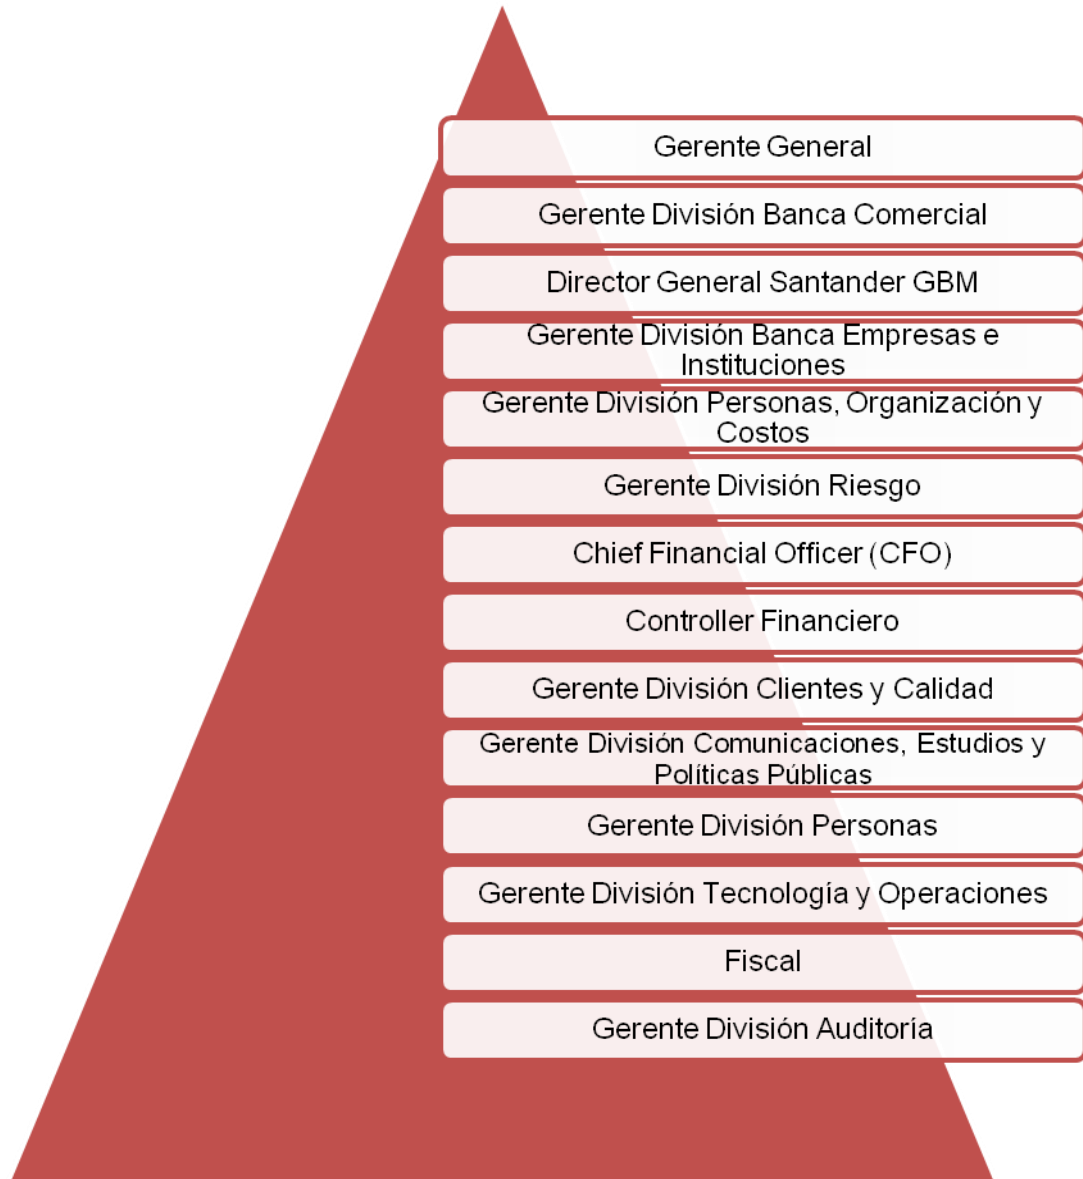 Gerente General
Gerente División Banca Comercial
Director General Santander GBM
Gerente División Banca Empresas e
Instituciones
Gerente División Personas, Organización y
Costos
Gerente División Riesgo
Chief Financial Officer (CFO)
Controller Financiero
Gerente División Clientes y Calidad
Gerente División Comunicaciones, Estudios y
Políticas Públicas
Gerente División Personas
Gerente División Tecnología y Operaciones
Fiscal
Gerente División Auditoría